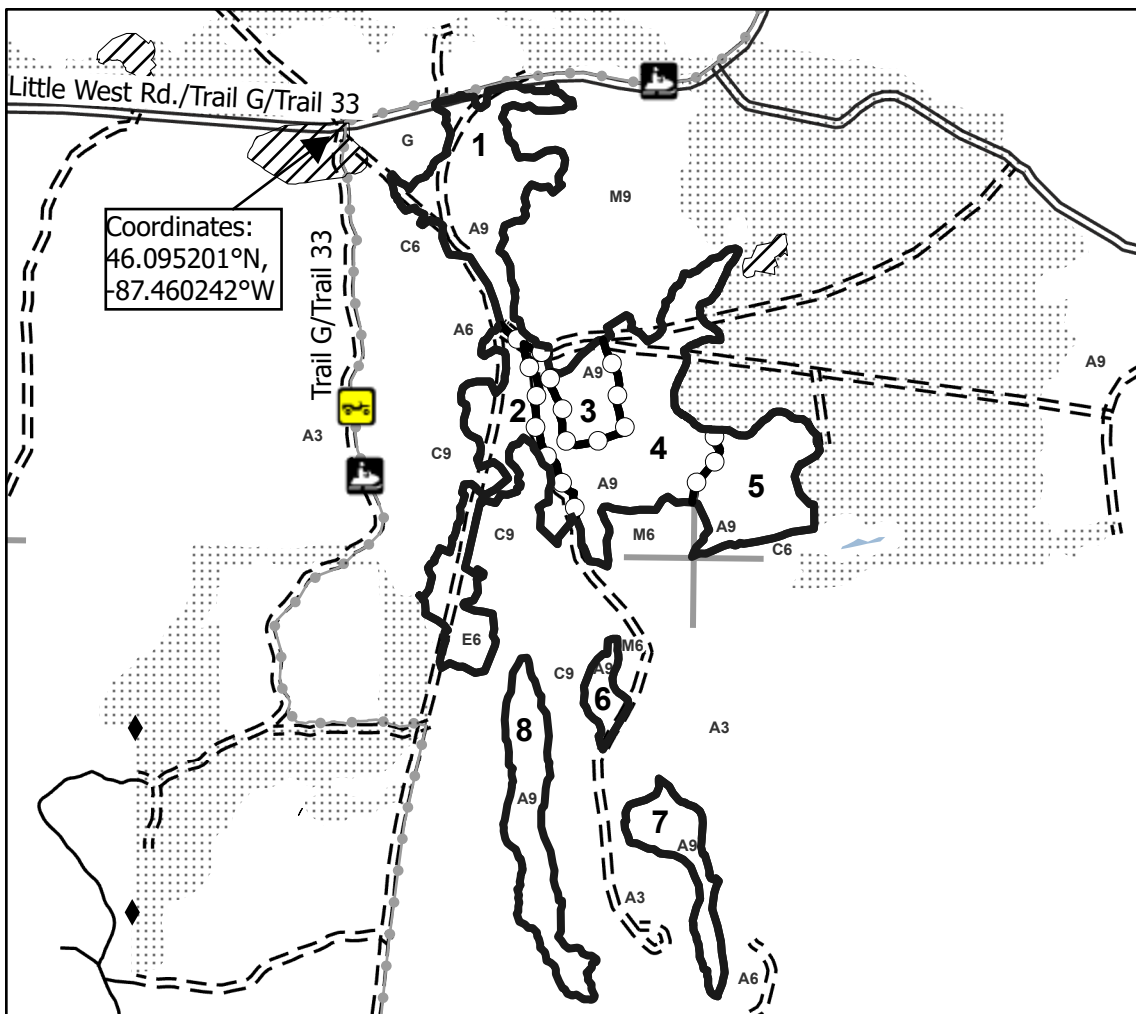 Little West Rd./Trail G/Trail 33
G
1
M9
Coordinates:
46.095201°N,
-87.460242°W
A9
C6
Trail G/Trail 33
A6
A9
A9
2
3
A3
4
C9
A9
5
C9
M6
A9
C6
E6
M6
C9
A9
6
8
A3
A9
7
A9
A3
A6